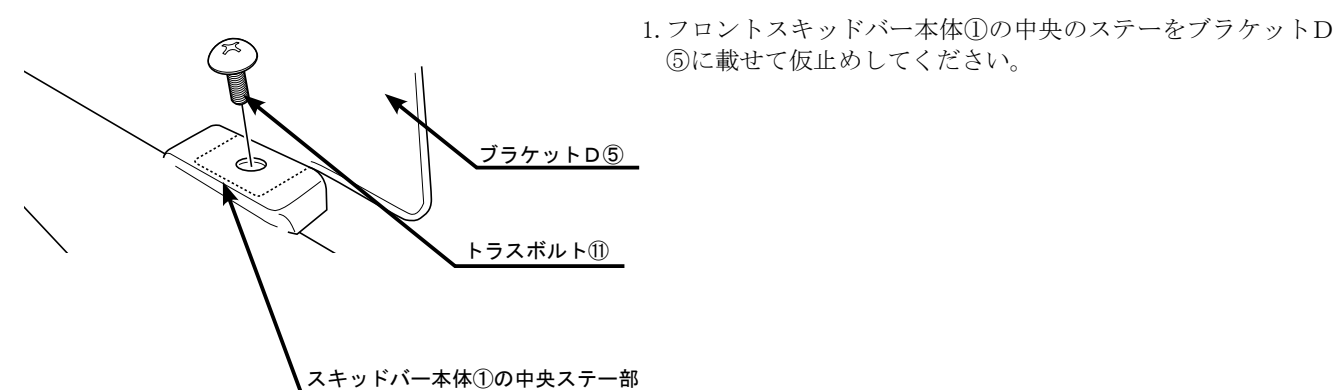 1. フロントスキッドバー本体①の中央のステーをブラケットD
⑤に載せて仮止めしてください。
ブラケットD⑤
トラスボルト⑪
スキッドバー本体①の中央ステー部